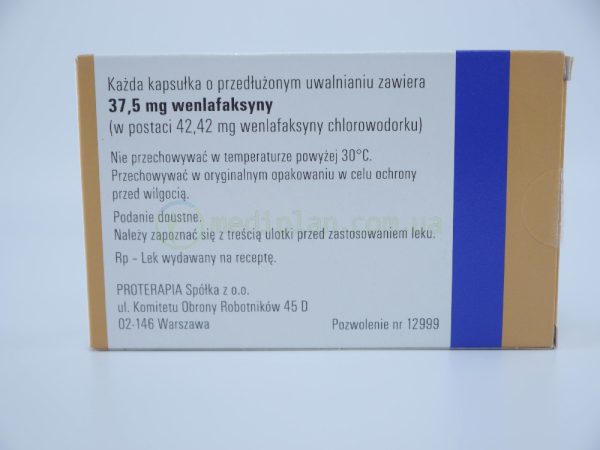 Każda kapsułka o przedłużonym uwalnianiu zawiera
37,5 mg wenlafaksyny
(w postaci 42,42 mg wenlafaksyny chlorowodorku)
Nie przechowywać w temperaturze powyżej 30°C.
Przechowywać w oryginalnym opakowaniu w celu ochrony
przed wilgocią.
mediplan.com.ua
Podanie doustne.
Należy zapoznać się z treścią ulotki przed zastosowaniem leku.
Rp - Lek wydawany na receptę.
PROTERAPIA Spółka z o.o.
ul. Komitetu Obrony Robotników 45 D
02-146 Warszawa
Pozwolenie nr 12999